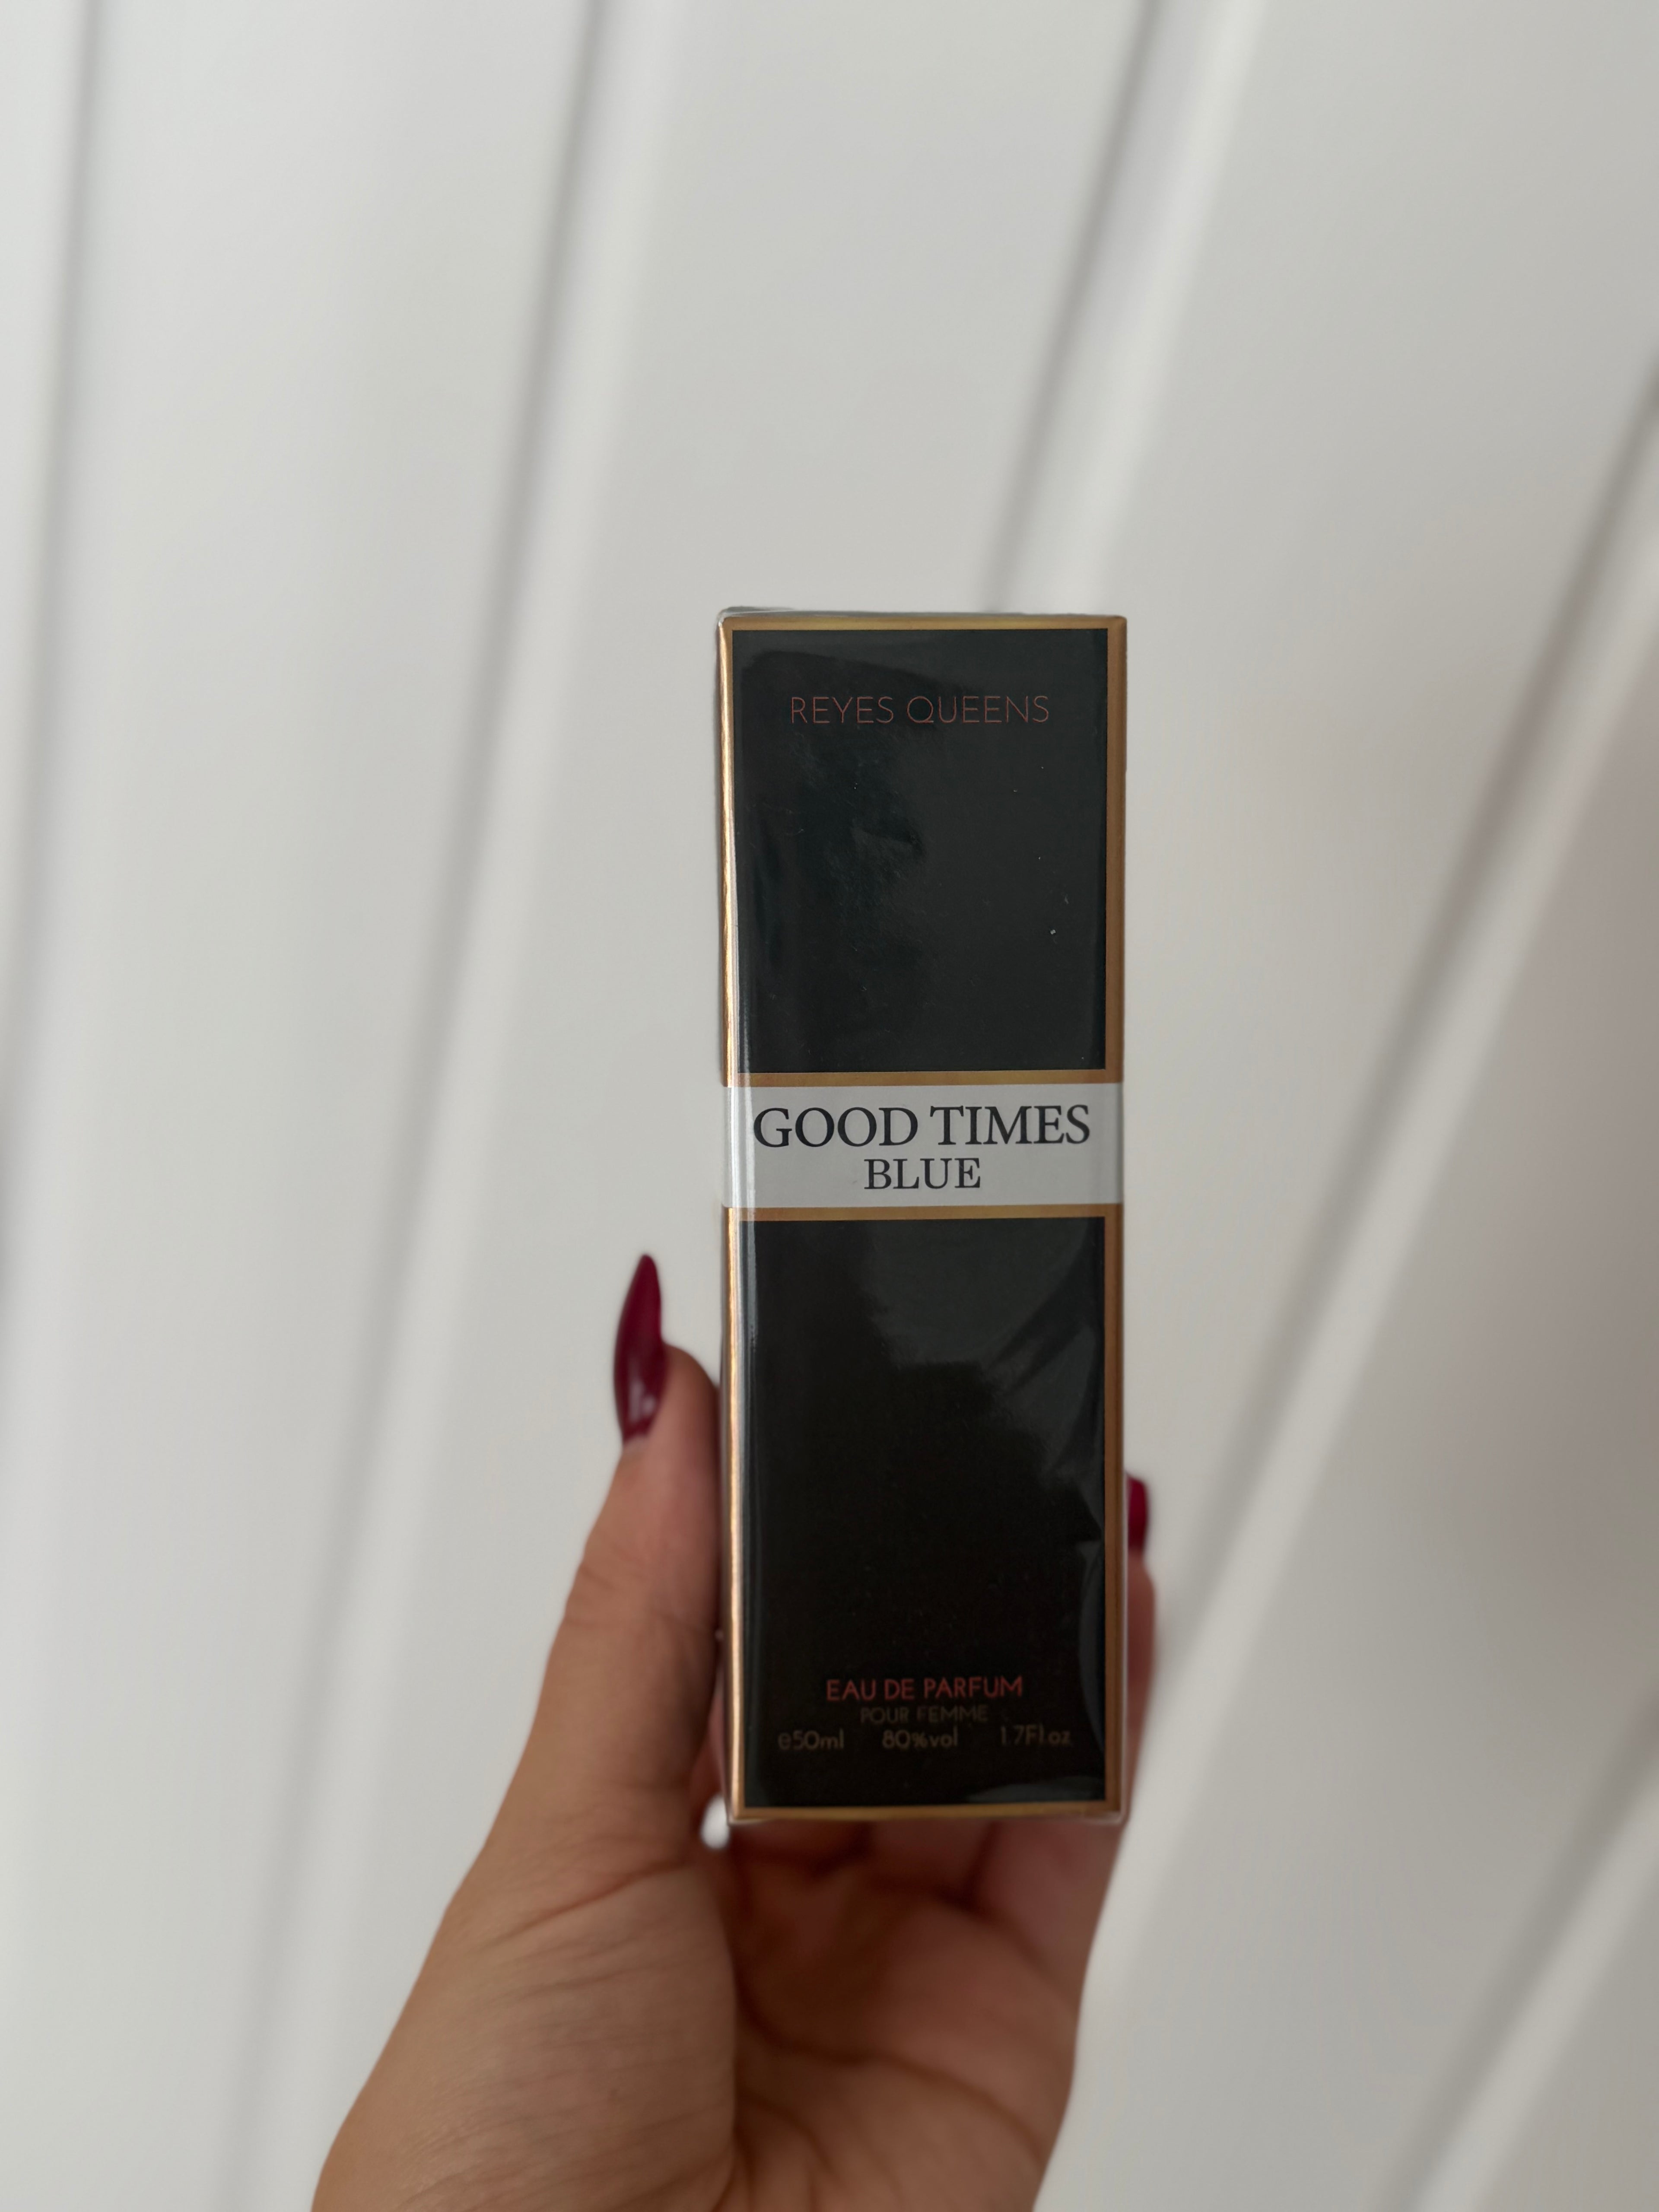 REYES QUEENS
GOOD TIMES
BLUE
EAU DE PARFUM
POUR FEMME
e50ml 80%vol 1.7Fl.oz